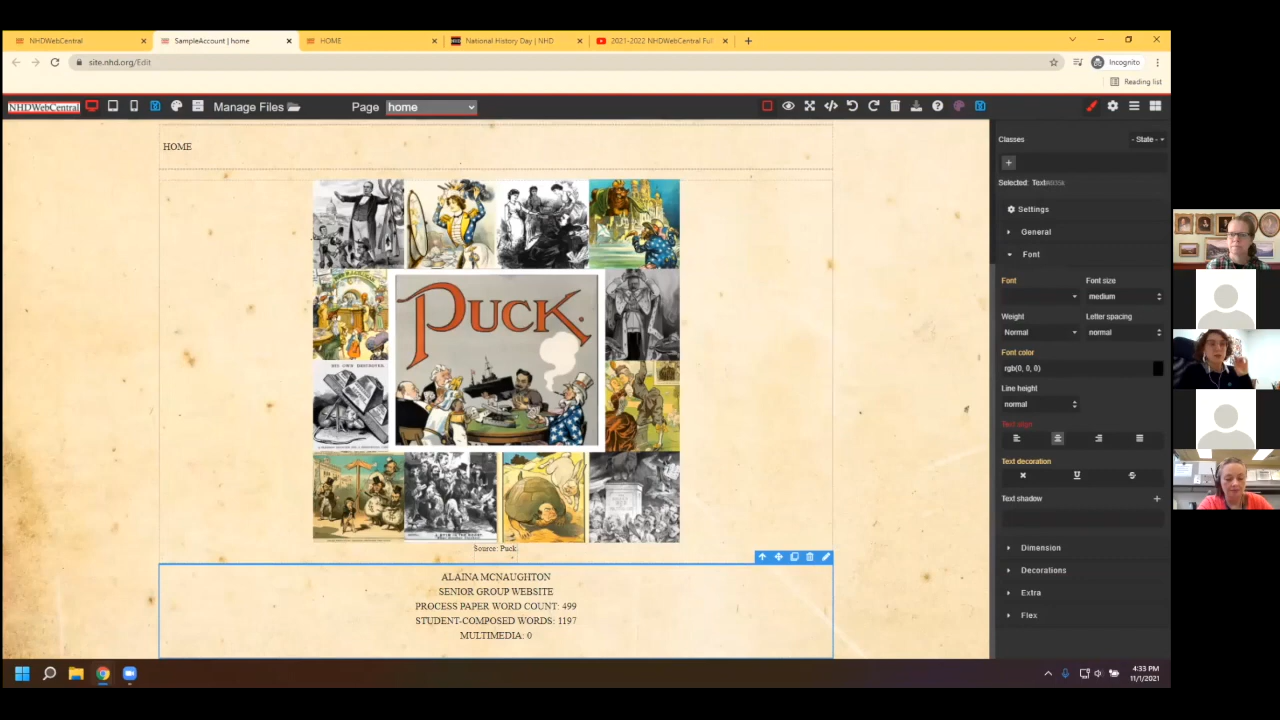 NHDWebCentral
SampleAccount | home
HOME
National History Day | NHD
2021-2022 NHDWebCentral Ful
site.nhd.org/Edit
Incognito
Reading list
NHDWebCentral
Manage Files
Page
home
HOME
Classes
- State -
Selected: Text
Settings
General
Font
Font
Font size
medium
Weight
Letter spacing
Normal
normal
Font color
rgb(0, 0, 0)
Line height
normal
Text align
Text decoration
Text shadow
Dimension
Decorations
Extra
Flex
PUCK.
HIS OWN DESTROYER
Source: Puck.
ALAINA MCNAUGHTON
SENIOR GROUP WEBSITE
PROCESS PAPER WORD COUNT: 499
STUDENT-COMPOSED WORDS: 1197
MULTIMEDIA: 0
4:33 PM
11/1/2021